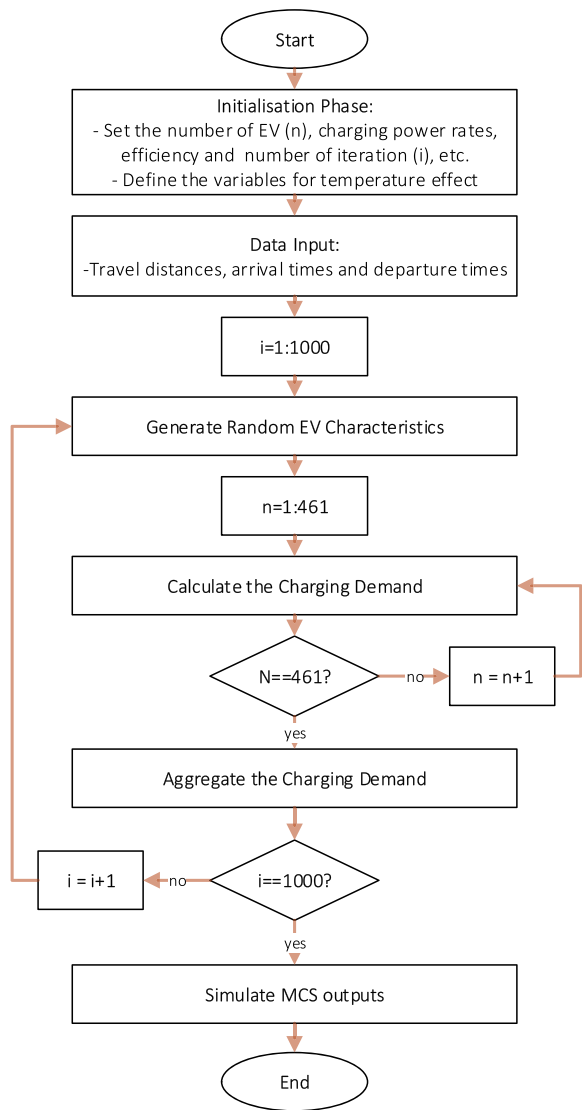 Start
Initialisation Phase:
- Set the number of EV (n), charging power rates,
efficiency and number of iteration (i), etc.
- Define the variables for temperature effect
Data Input:
-Travel distances, arrival times and departure times
i=1:1000
Generate Random EV Characteristics
n=1:461
Calculate the Charging Demand
N==461?
no
n = n+1
yes
Aggregate the Charging Demand
i = i+1
no
i==1000?
yes
Simulate MCS outputs
End